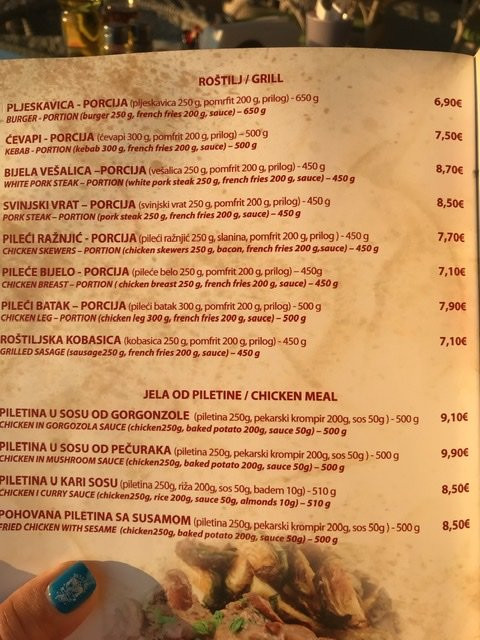 ROŠTILJ / GRILL
PLJESKAVICA - PORCIJA (pljeskavica 250 g, pomrfit 200 g, prilog) - 650 g 6,90€
BURGER - PORTION (burger 250 g, french fries 200 g, sauce) – 650 g
ĆEVAPI - PORCIJA (ćevapi 300 g, pomfrit 200 g, prilog) – 500 g 7,50€
KEBAB - PORTION (kebab 300 g, french fries 200 g, sauce) – 500 g
BIJELA VEŠALICA –PORCIJA (vešalica 250 g, pomfrit 200 g, prilog) - 450 g 8,70€
WHITE PORK STEAK – PORTION (white pork steak 250 g, french fries 200 g, sauce) – 450 g
SVINJSKI VRAT – PORCIJA (svinjski vrat 250 g, pomfrit 200 g, prilog) - 450 g 8,50€
PORK STEAK – PORTION (pork steak 250 g, french fries 200 g, sauce) – 450 g
PILEĆI RAŽNJIĆ - PORCIJA (pileći ražnjić 250 g, slanina, pomfrit 200 g, prilog ) - 450 g 7,70€
CHICKEN SKEWERS – PORTION (chicken skewers 250 g, bacon, french fries 200 g,sauce) – 450 g
PILEĆE BIJELO - PORCIJA (pileće belo 250 g, pomfrit 200 g, prilog) – 450g 7,10€
CHICKEN BREAST – PORTION ( chicken breast 250 g, french fries 200 g, sauce) – 450 g
PILEĆI BATAK – PORCIJA (pileći batak 300 g, pomfrit 200 g, prilog) - 500 g 7,90€
CHICKEN LEG – PORTION (chicken leg 300 g, french fries 200 g, sauce) – 500 g
ROŠTILJSKA KOBASICA (kobasica 250 g, pomfrit 200 g, prilog) - 450 g 7,10€
GRILLED SASAGE (sausage250 g, french fries 200 g, sauce) – 450 g
JELA OD PILETINE / CHICKEN MEAL
PILETINA U SOSU OD GORGONZOLE (piletina 250g, pekarski krompir 200g, sos 50g ) - 500 g 9,10€
CHICKEN IN GORGOZOLA SAUCE (chicken250g, baked potato 200g, sauce 50g) – 500 g
PILETINA U SOSU OD PEČURAKA (piletina 250g, pekarski krompir 200g, sos 50g ) - 500 g 9,90€
CHICKEN IN MUSHROOM SAUCE (chicken250g, baked potato 200g, sauce 50g) – 500 g
PILETINA U KARI SOSU (piletina 250g, riža 200g, sos 50g, badem 10g) - 510 g 8,50€
CHICKEN I CURRY SAUCE (chicken250g, rice 200g, sauce 50g, almonds 10g) – 510 g
POHOVANA PILETINA SA SUSAMOM (piletina 250g, pekarski krompir 200g, sos 50g ) - 500 g 8,50€
FRIED CHICKEN WITH SESAME (chicken250g, baked potato 200g, sauce 50g) – 500 g